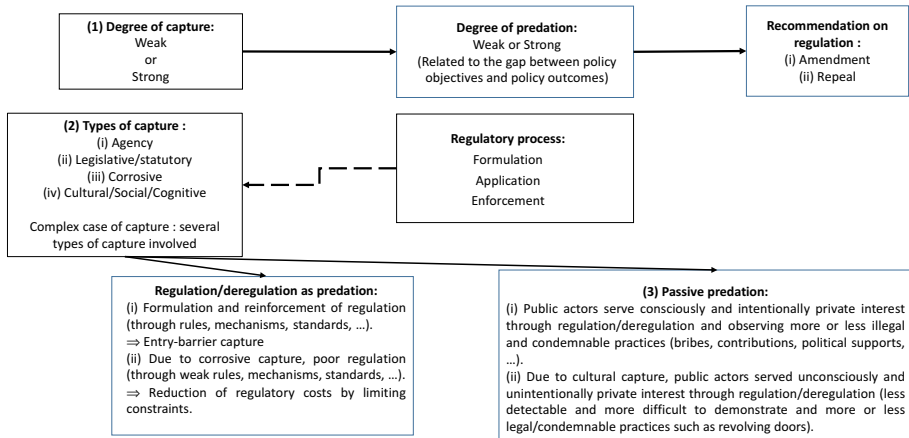 (1) Degree of capture:
Weak
or
Strong
Degree of predation:
Weak or Strong
(Related to the gap between policy
objectives and policy outcomes)
Recommendation on
regulation :
(i) Amendment
(ii) Repeal
(2) Types of capture :
(i) Agency
(ii) Legislative/statutory
(iii) Corrosive
(iv) Cultural/Social/Cognitive
Complex case of capture : several
types of capture involved
Regulatory process:
Formulation
Application
Enforcement
Regulation/deregulation as predation:
(i) Formulation and reinforcement of regulation
(through rules, mechanisms, standards, ...).
⇒ Entry-barrier capture
(ii) Due to corrosive capture, poor regulation
(through weak rules, mechanisms, standards, ...).
⇒ Reduction of regulatory costs by limiting
constraints.
(3) Passive predation:
(i) Public actors serve consciously and intentionally private interest
through regulation/deregulation and observing more or less illegal
and condemnable practices (bribes, contributions, political supports,
...).
(ii) Due to cultural capture, public actors served unconsciously and
unintentionally private interest through regulation/deregulation (less
detectable and more difficult to demonstrate and more or less
legal/condemnable practices such as revolving doors).